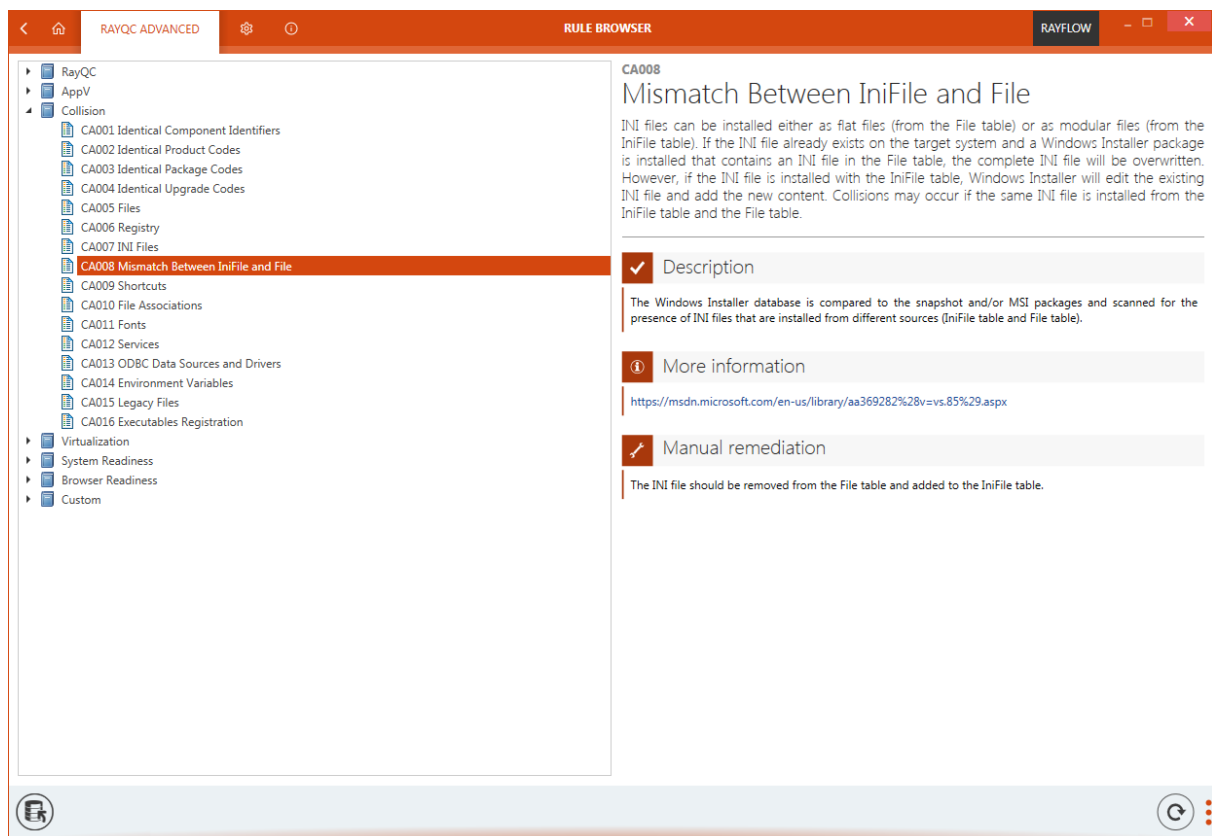 RAYQC ADVANCED
RULE BROWSER
RAYFLOW
RayQC
AppV
Collision
CA001 Identical Component Identifiers
CA002 Identical Product Codes
CA003 Identical Package Codes
CA004 Identical Upgrade Codes
CA005 Files
CA006 Registry
CA007 INI Files
CA008 Mismatch Between IniFile and File
CA009 Shortcuts
CA010 File Associations
CA011 Fonts
CA012 Services
CA013 ODBC Data Sources and Drivers
CA014 Environment Variables
CA015 Legacy Files
CA016 Executables Registration
Virtualization
System Readiness
Browser Readiness
Custom
CA008
Mismatch Between IniFile and File
INI files can be installed either as flat files (from the File table) or as modular files (from the
IniFile table). If the INI file already exists on the target system and a Windows Installer package
is installed that contains an INI file in the File table, the complete INI file will be overwritten.
However, if the INI file is installed with the IniFile table, Windows Installer will edit the existing
INI file and add the new content. Collisions may occur if the same INI file is installed from the
IniFile table and the File table.
Description
The Windows Installer database is compared to the snapshot and/or MSI packages and scanned for the
presence of INI files that are installed from different sources (IniFile table and File table).
More information
https://msdn.microsoft.com/en-us/library/aa369282%28v=vs.85%29.aspx
Manual remediation
The INI file should be removed from the File table and added to the IniFile table.